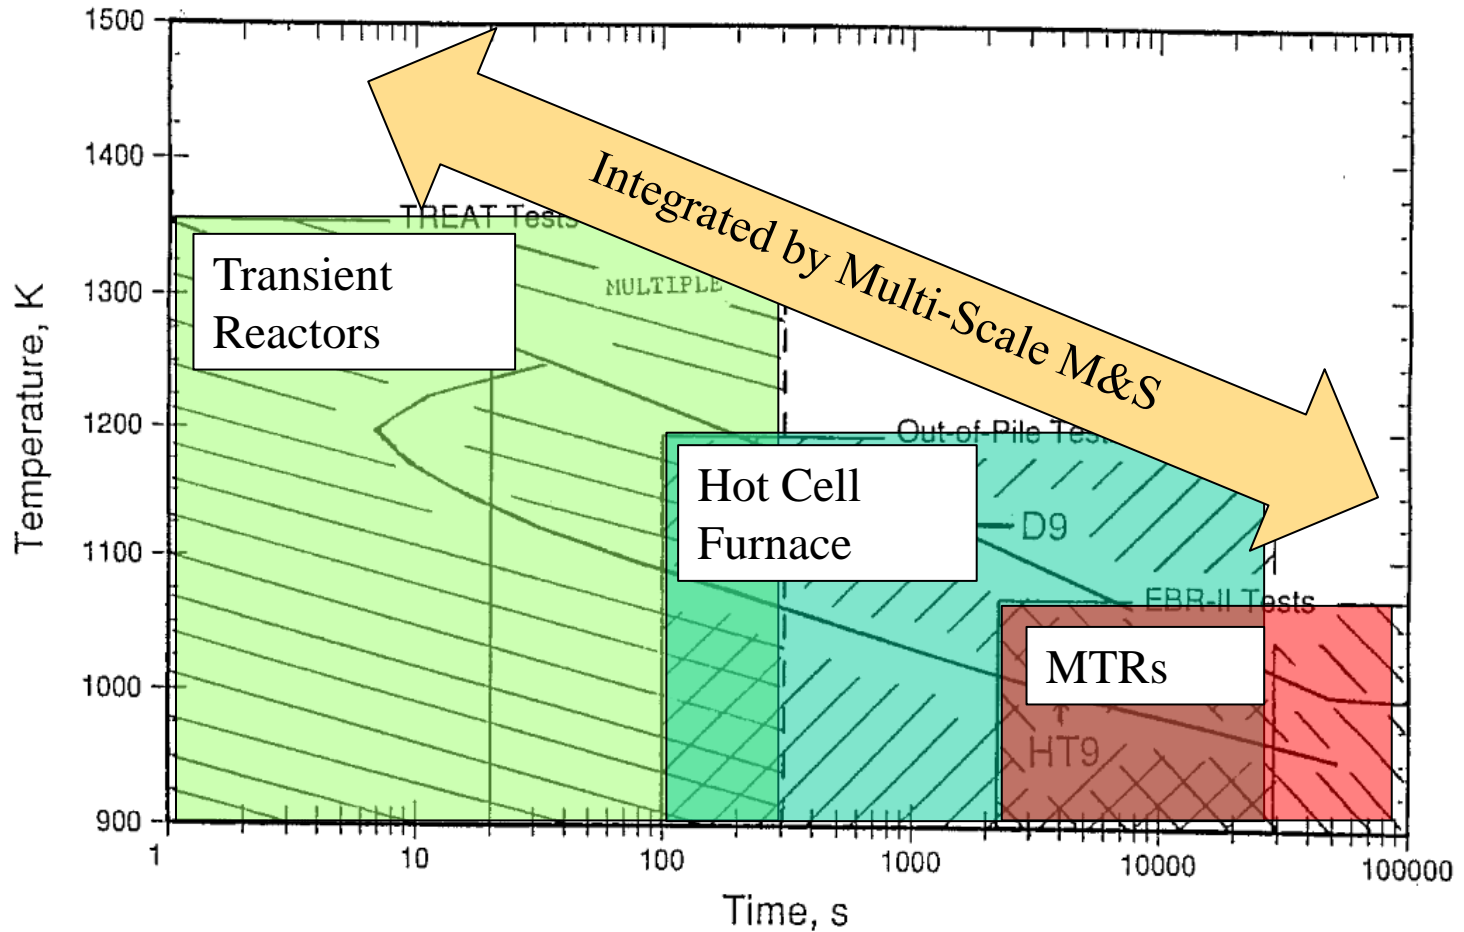 1500
1400
1300
1200
1100
1000
900
Temperature, K
TREAT Tests
Transient
Reactors
MULTIPLE
Integrated by Multi-Scale M&S
Out-of-Pile
Hot Cell
Furnace
D9
EBR-II Tests
MTRs
HT9
1
10
100
1000
10000
100000
Time, s